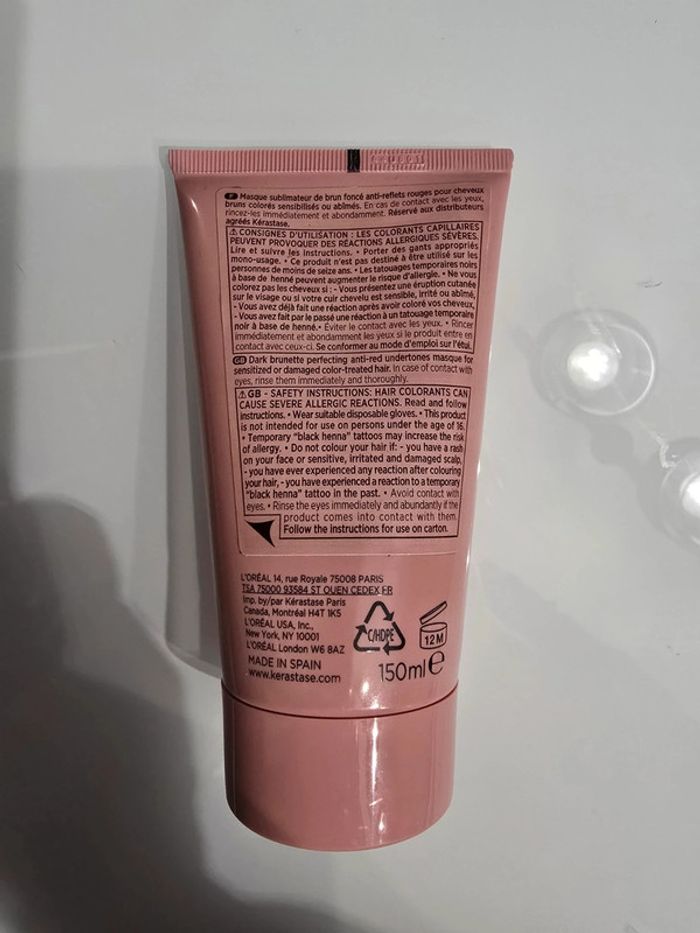 F Masque sublimateur de brun foncé anti-reflets rouges pour cheveux
bruns colorés sensibilisés ou abîmés. En cas de contact avec les yeux,
rincez-les immédiatement et abondamment. Réservé aux distributeurs
agréés Kérastase.
⚠ CONSIGNES D'UTILISATION : LES COLORANTS CAPILLAIRES
PEUVENT PROVOQUER DES RÉACTIONS ALLERGIQUES SÉVÈRES.
Lire et suivre les instructions. • Porter des gants appropriés
mono-usage. • Ce produit n'est pas destiné à être utilisé sur les
personnes de moins de seize ans. • Les tatouages temporaires noirs
à base de henné peuvent augmenter le risque d'allergie. • Ne vous
colorez pas les cheveux si : - Vous présentez une éruption cutanée
sur le visage ou si votre cuir chevelu est sensible, irrité ou abîmé,
- Vous avez déjà fait une réaction après avoir coloré vos cheveux,
- Vous avez fait par le passé une réaction à un tatouage temporaire
noir à base de henné.• Éviter le contact avec les yeux. • Rincer
immédiatement et abondamment les yeux si le produit entre en
contact avec ceux-ci. Se conformer au mode d'emploi sur l'étui.
GB Dark brunette perfecting anti-red undertones masque for
sensitized or damaged color-treated hair. In case of contact with
eyes, rinse them immediately and thoroughly.
⚠ GB - SAFETY INSTRUCTIONS: HAIR COLORANTS CAN
CAUSE SEVERE ALLERGIC REACTIONS. Read and follow
instructions. • Wear suitable disposable gloves. • This product
is not intended for use on persons under the age of 16.
• Temporary "black henna" tattoos may increase the risk
of allergy. • Do not colour your hair if: - you have a rash
on your face or sensitive, irritated and damaged scalp,
- you have ever experienced any reaction after colouring
your hair, - you have experienced a reaction to a temporary
"black henna" tattoo in the past. • Avoid contact with
eyes. • Rinse the eyes immediately and abundantly if the
product comes into contact with them.
Follow the instructions for use on carton.
L'ORÉAL 14, rue Royale 75008 PARIS
TSA 75000 93584 ST OUEN CEDEX FR
Imp. by/par Kérastase Paris
Canada, Montréal H4T 1K5
L'ORÉAL USA, Inc.,
New York, NY 10001
L'ORÉAL London W6 8AZ
MADE IN SPAIN
www.kerastase.com
C/HDPE
12M
150ml e